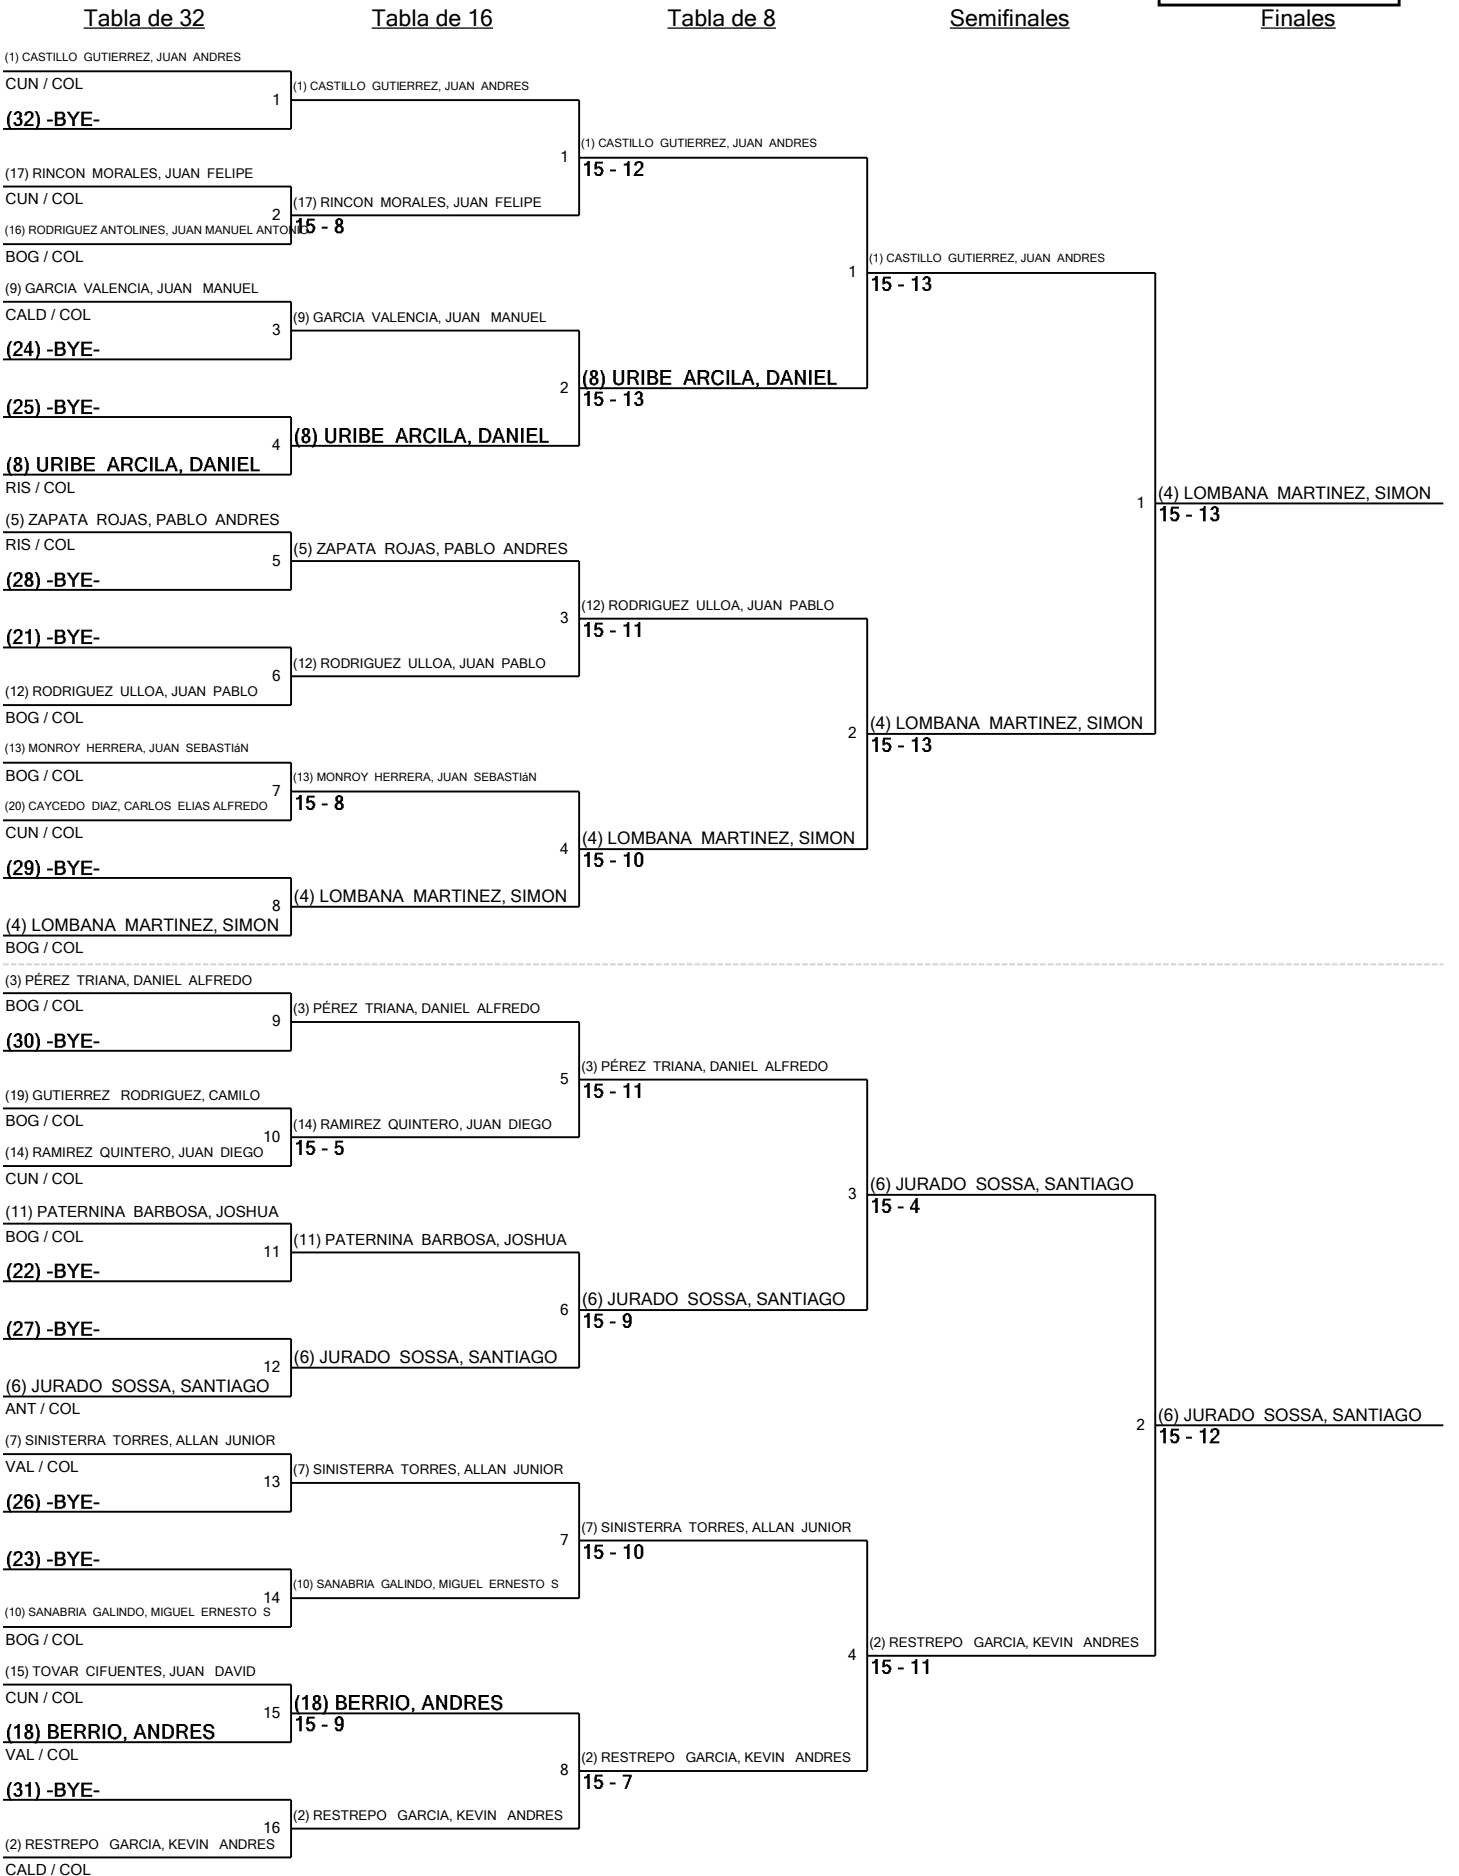 Tabla de 32
Tabla de 16
Tabla de 8
Semifinales
Finales
(1) CASTILLO GUTIERREZ, JUAN ANDRES
CUN / COL
1
(32) -BYE-
(17) RINCON MORALES, JUAN FELIPE
CUN / COL
2
(16) RODRIGUEZ ANTOLINES, JUAN MANUEL ANTONIO
BOG / COL
(9) GARCIA VALENCIA, JUAN MANUEL
CALD / COL
3
(24) -BYE-
(25) -BYE-
4
(8) URIBE ARCILA, DANIEL
RIS / COL
(5) ZAPATA ROJAS, PABLO ANDRES
RIS / COL
5
(28) -BYE-
(21) -BYE-
6
(12) RODRIGUEZ ULLOA, JUAN PABLO
BOG / COL
(13) MONROY HERRERA, JUAN SEBASTIáN
BOG / COL
7
(20) CAYCEDO DIAZ, CARLOS ELIAS ALFREDO
CUN / COL
(29) -BYE-
8
(4) LOMBANA MARTINEZ, SIMON
BOG / COL
(3) PÉREZ TRIANA, DANIEL ALFREDO
BOG / COL
9
(30) -BYE-
(19) GUTIERREZ RODRIGUEZ, CAMILO
BOG / COL
10
(14) RAMIREZ QUINTERO, JUAN DIEGO
CUN / COL
(11) PATERNINA BARBOSA, JOSHUA
BOG / COL
11
(22) -BYE-
(27) -BYE-
12
(6) JURADO SOSSA, SANTIAGO
ANT / COL
(7) SINISTERRA TORRES, ALLAN JUNIOR
VAL / COL
13
(26) -BYE-
(23) -BYE-
14
(10) SANABRIA GALINDO, MIGUEL ERNESTO S
BOG / COL
(15) TOVAR CIFUENTES, JUAN DAVID
CUN / COL
15
(18) BERRIO, ANDRES
VAL / COL
(31) -BYE-
16
(2) RESTREPO GARCIA, KEVIN ANDRES
CALD / COL
(1) CASTILLO GUTIERREZ, JUAN ANDRES
1
(17) RINCON MORALES, JUAN FELIPE
15 - 8
(9) GARCIA VALENCIA, JUAN MANUEL
2
(8) URIBE ARCILA, DANIEL
(5) ZAPATA ROJAS, PABLO ANDRES
3
(12) RODRIGUEZ ULLOA, JUAN PABLO
(13) MONROY HERRERA, JUAN SEBASTIáN
15 - 8
4
(4) LOMBANA MARTINEZ, SIMON
(3) PÉREZ TRIANA, DANIEL ALFREDO
5
(14) RAMIREZ QUINTERO, JUAN DIEGO
15 - 5
(11) PATERNINA BARBOSA, JOSHUA
6
(6) JURADO SOSSA, SANTIAGO
(7) SINISTERRA TORRES, ALLAN JUNIOR
7
(10) SANABRIA GALINDO, MIGUEL ERNESTO S
(18) BERRIO, ANDRES
15 - 9
8
(2) RESTREPO GARCIA, KEVIN ANDRES
(1) CASTILLO GUTIERREZ, JUAN ANDRES
15 - 12
1
(8) URIBE ARCILA, DANIEL
15 - 13
(12) RODRIGUEZ ULLOA, JUAN PABLO
15 - 11
2
(4) LOMBANA MARTINEZ, SIMON
15 - 10
(3) PÉREZ TRIANA, DANIEL ALFREDO
15 - 11
3
(6) JURADO SOSSA, SANTIAGO
15 - 9
(7) SINISTERRA TORRES, ALLAN JUNIOR
15 - 10
4
(2) RESTREPO GARCIA, KEVIN ANDRES
15 - 7
(1) CASTILLO GUTIERREZ, JUAN ANDRES
15 - 13
1
(4) LOMBANA MARTINEZ, SIMON
15 - 13
(6) JURADO SOSSA, SANTIAGO
15 - 4
2
(2) RESTREPO GARCIA, KEVIN ANDRES
15 - 11
(4) LOMBANA MARTINEZ, SIMON
15 - 13
(6) JURADO SOSSA, SANTIAGO
15 - 12